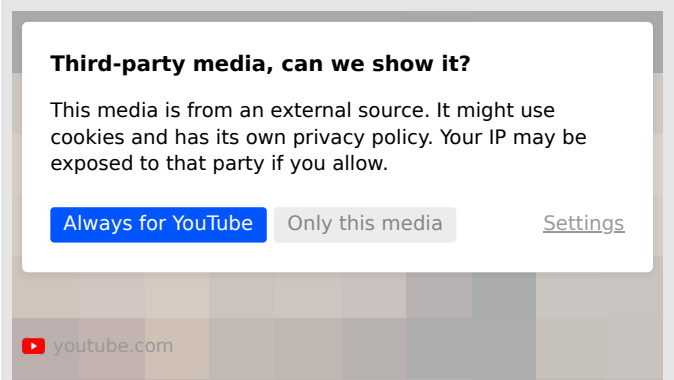 Third-party media, can we show it?
This media is from an external source. It might use
cookies and has its own privacy policy. Your IP may be
exposed to that party if you allow.
Always for YouTube
Only this media
Settings
youtube.com